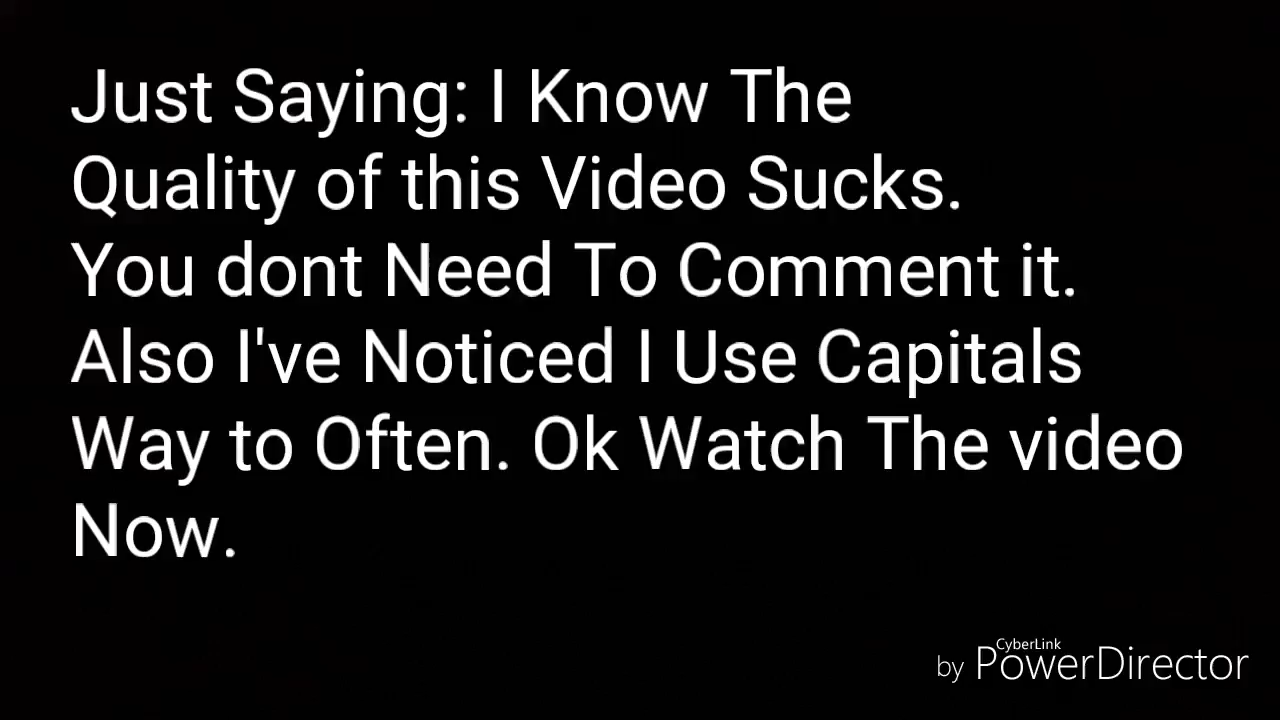 Just Saying: I Know The
Quality of this Video Sucks.
You dont Need To Comment it.
Also I've Noticed I Use Capitals
Way to Often. Ok Watch The video
Now.
CyberLink
by PowerDirector